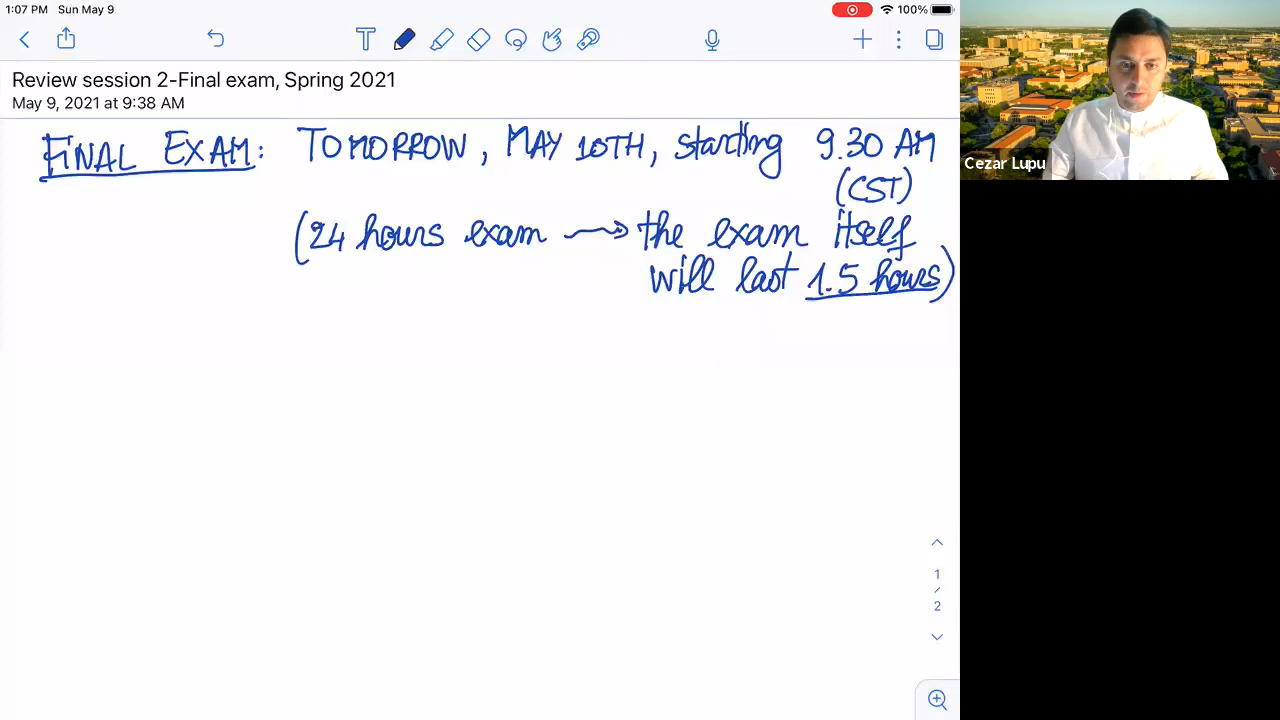 1:07 PM Sun May 9
100%
Review session 2-Final exam, Spring 2021
May 9, 2021 at 9:38 AM
FINAL EXAM: TOMORROW, MAY 10TH, starting 9.30 AM
(CST)
(24 hours exam → the exam itself
will last 1.5 hours)
Cezar Lupu
1
/
2